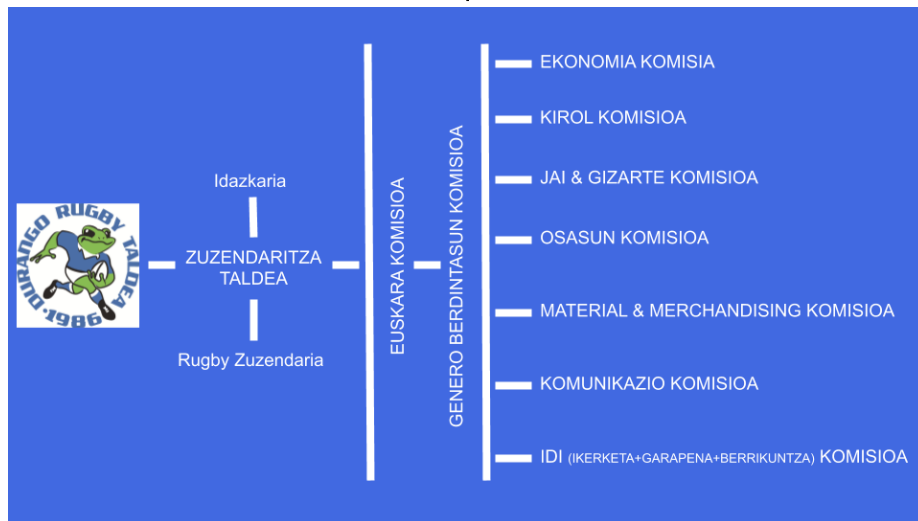 DURANGO RUGBY TALDEA
·1986·
Idazkaria
ZUZENDARITZA
TALDEA
Rugby Zuzendaria
EUSKARA KOMISIOA
GENERO BERDINTASUN KOMISIOA
EKONOMIA KOMISIA
KIROL KOMISIOA
JAI & GIZARTE KOMISIOA
OSASUN KOMISIOA
MATERIAL & MERCHANDISING KOMISIOA
KOMUNIKAZIO KOMISIOA
IDI (IKERKETA+GARAPENA+BERRIKUNTZA) KOMISIOA